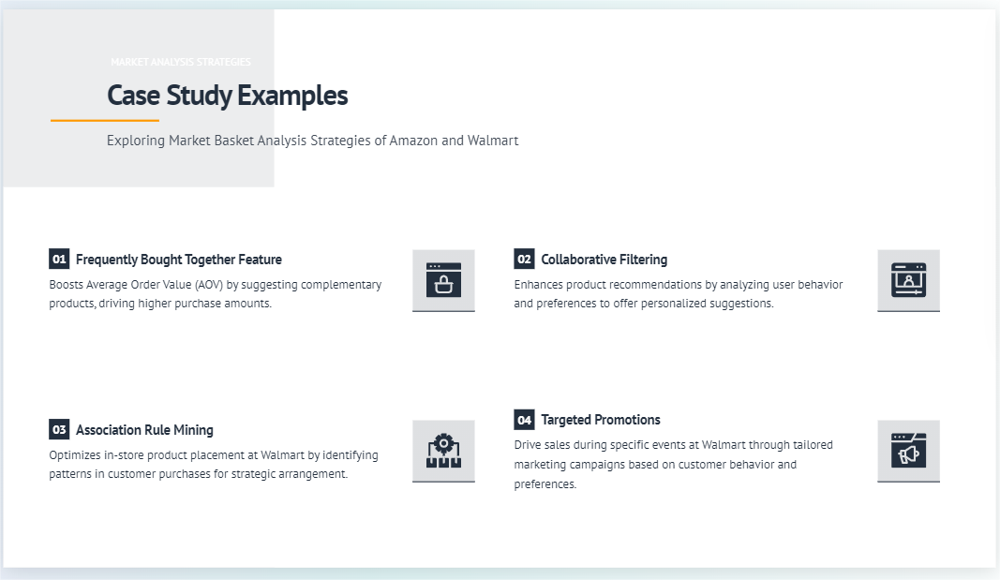 MARKET ANALYSIS STRATEGIES
Case Study Examples
Exploring Market Basket Analysis Strategies of Amazon and Walmart
01 Frequently Bought Together Feature
Boosts Average Order Value (AOV) by suggesting complementary
products, driving higher purchase amounts.
02 Collaborative Filtering
Enhances product recommendations by analyzing user behavior
and preferences to offer personalized suggestions.
03 Association Rule Mining
Optimizes in-store product placement at Walmart by identifying
patterns in customer purchases for strategic arrangement.
04 Targeted Promotions
Drive sales during specific events at Walmart through tailored
marketing campaigns based on customer behavior and
preferences.